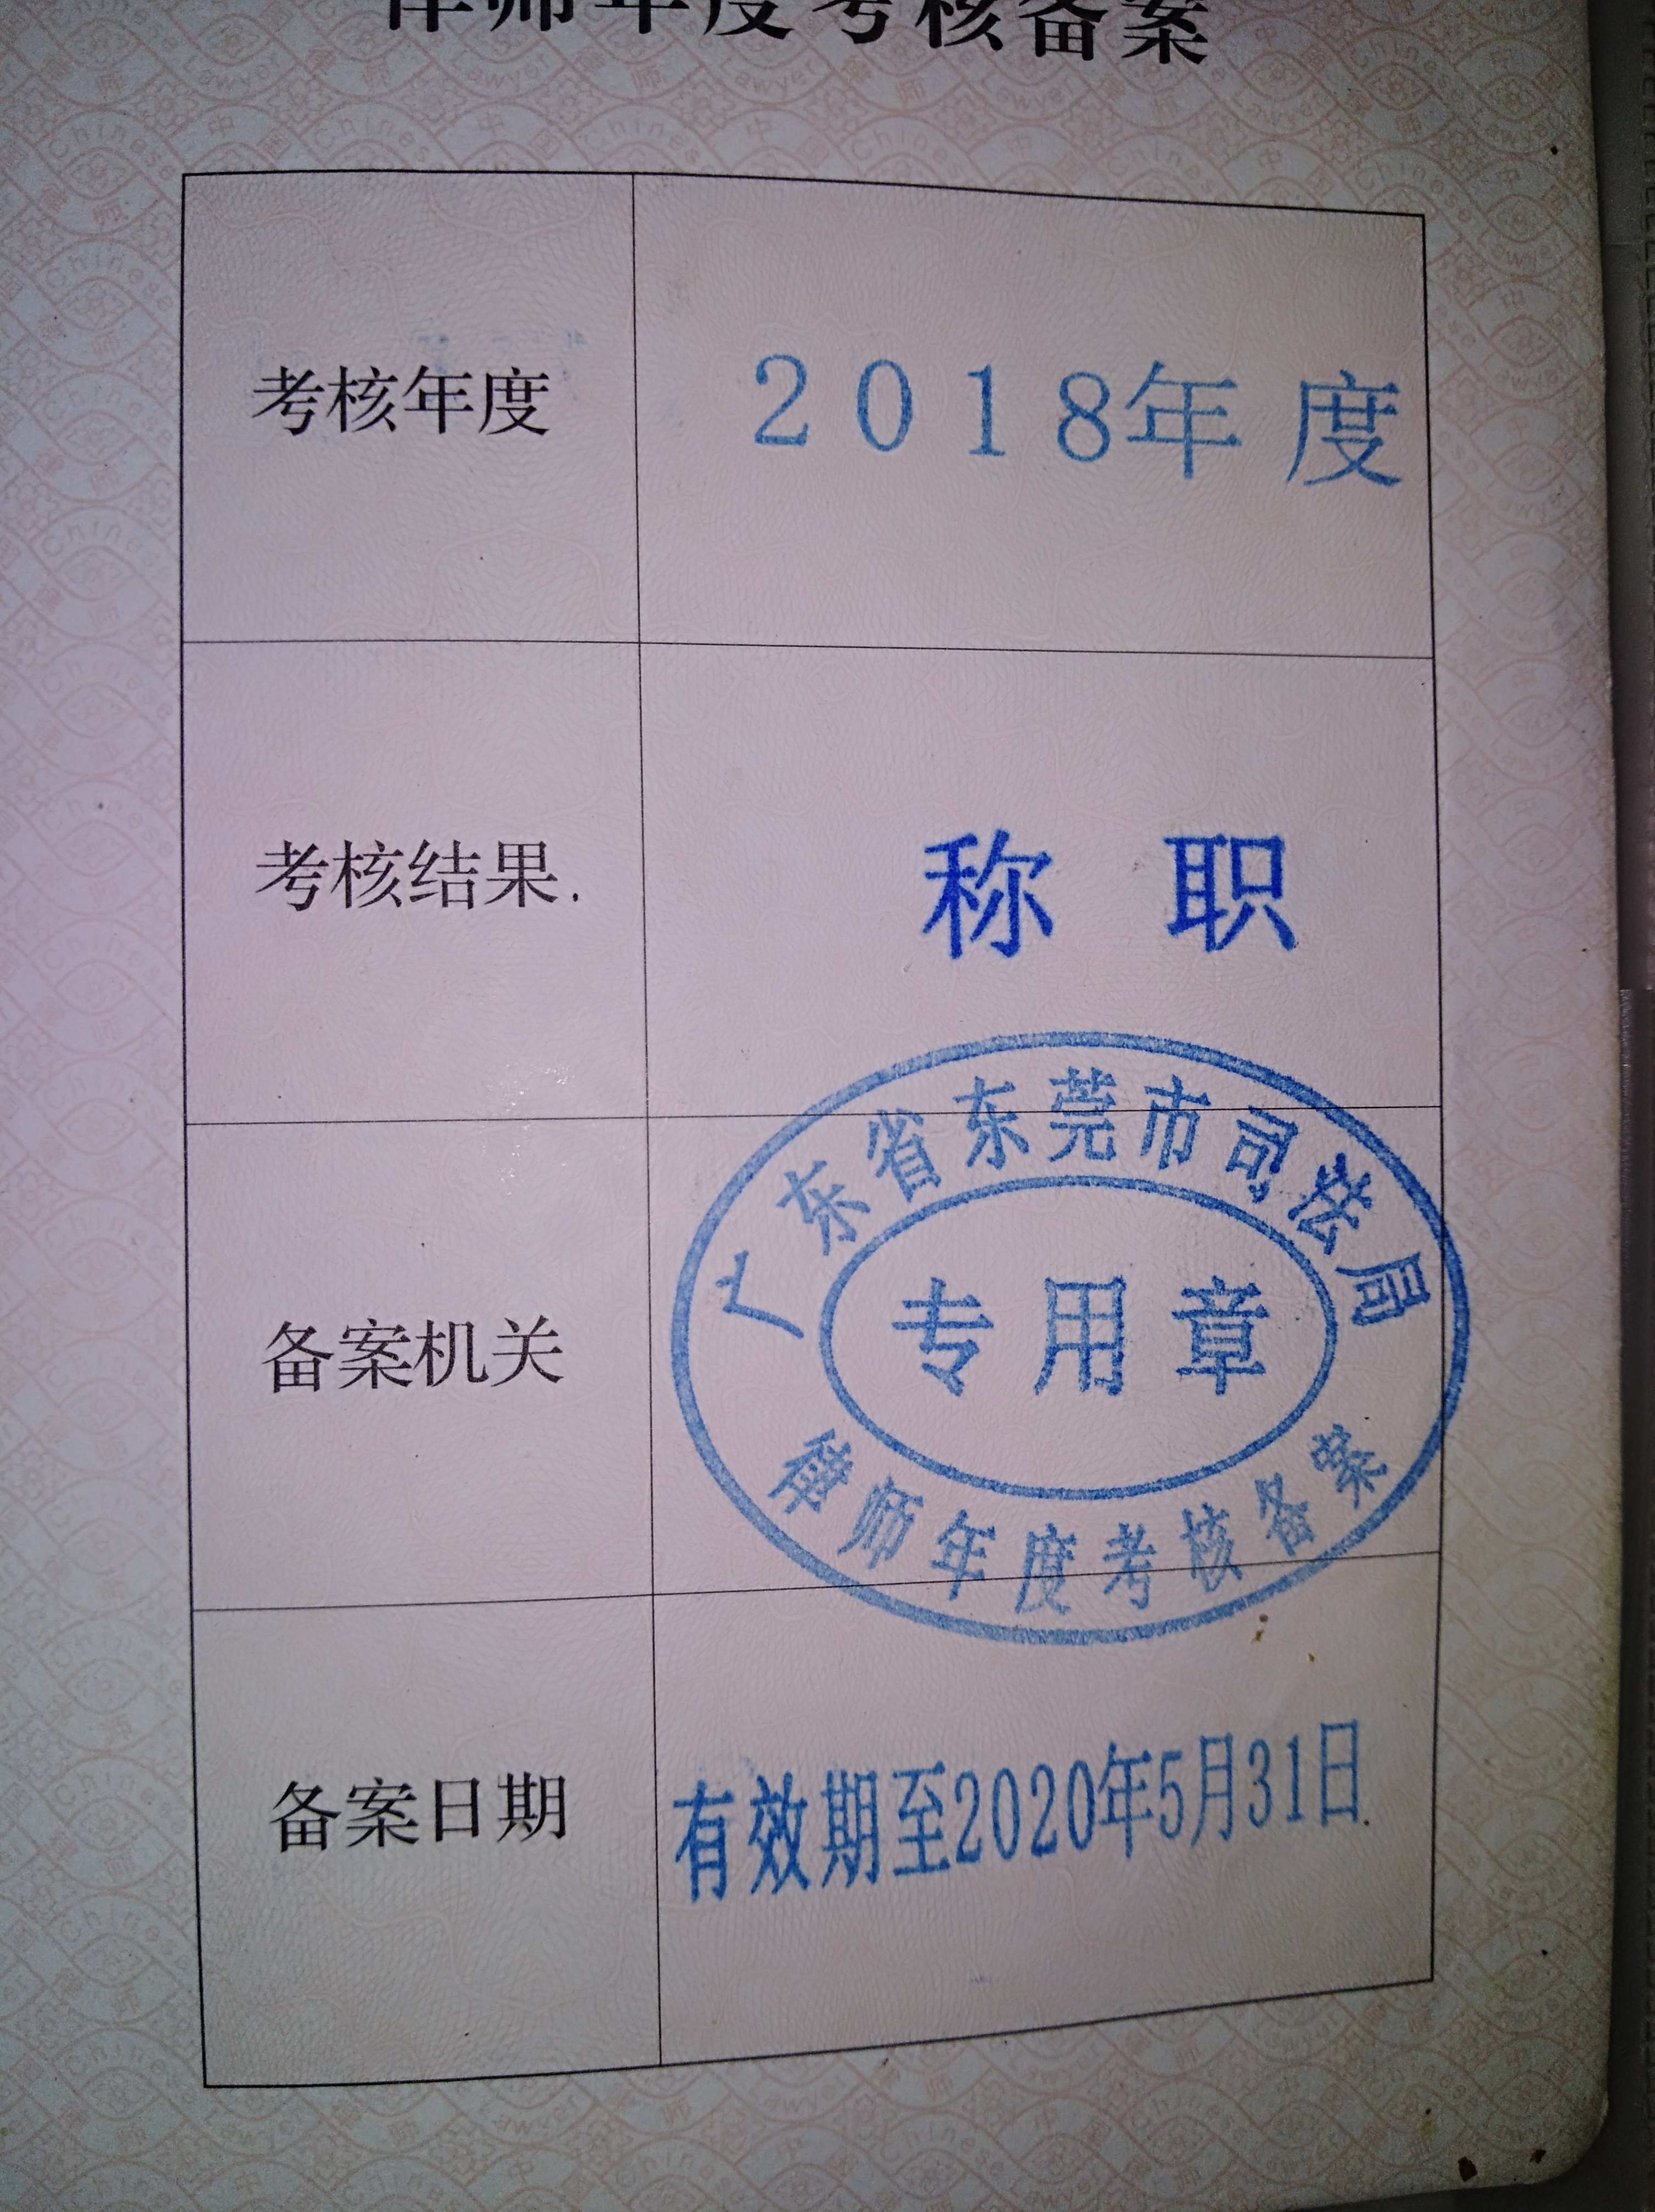 律师年度考核备案
考核年度
2018年度
考核结果
称职
备案机关
广东省东莞市司法局
专用章
律师年度考核备案
备案日期
有效期至2020年5月31日